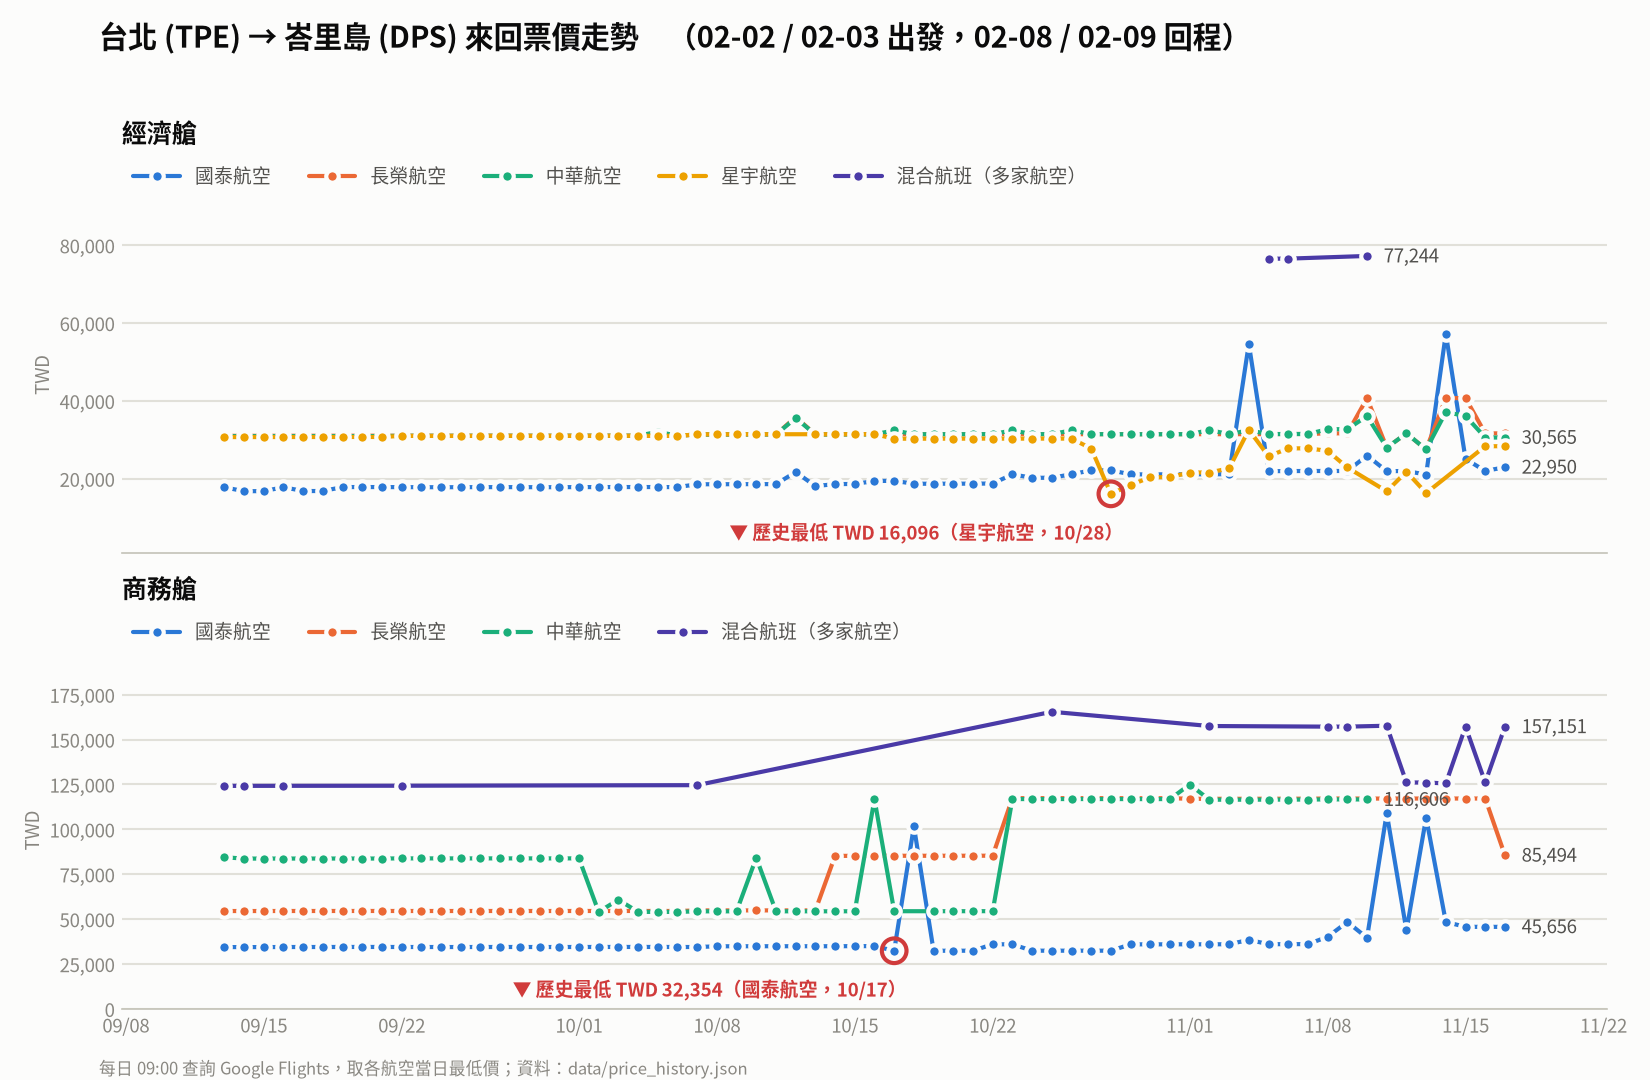 台北 (TPE) → 峇里島 (DPS) 來回票價走勢　（02-02 / 02-03 出發，02-08 / 02-09 回程）
經濟艙
國泰航空 長榮航空 中華航空 星宇航空 混合航班（多家航空）
80,000
77,244
60,000
TWD
40,000
30,565
22,950
20,000
▼ 歷史最低 TWD 16,096（星宇航空，10/28）
商務艙
國泰航空 長榮航空 中華航空 混合航班（多家航空）
175,000
157,151
150,000
125,000
116,606
100,000
TWD
85,494
75,000
50,000
45,656
25,000
▼ 歷史最低 TWD 32,354（國泰航空，10/17）
0
09/08 09/15 09/22 10/01 10/08 10/15 10/22 11/01 11/08 11/15 11/22
每日 09:00 查詢 Google Flights，取各航空當日最低價；資料：data/price_history.json